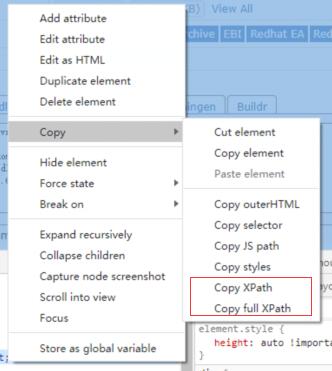 Add attribute
Edit attribute
Edit as HTML
Duplicate element
Delete element
Copy
Hide element
Force state
Break on
Expand recursively
Collapse children
Capture node screenshot
Scroll into view
Focus
Store as global variable
Cut element
Copy element
Paste element
Copy outerHTML
Copy selector
Copy JS path
Copy styles
Copy XPath
Copy full XPath
View All
EBI
Redhat EA
Red
ingen
Buildr
element.style {
height: auto !importa
}